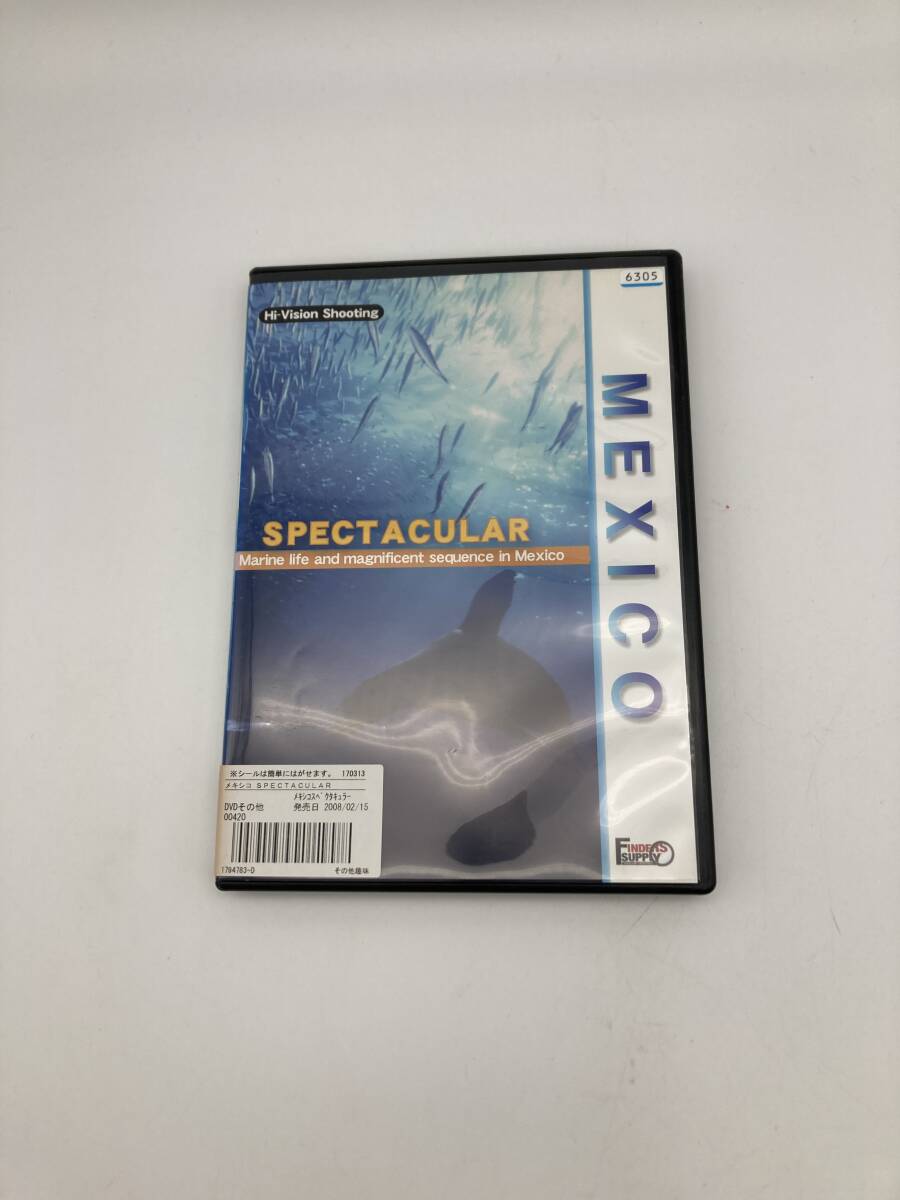 6305
Hi-Vision Shooting
MEXICO
SPECTACULAR
Marine life and magnificent sequence in Mexico
※シールは簡単にはがせます。 170313
メキシコ SPECTACULAR
メキシコスペクタキュラー
DVDその他 発売日 2008/02/15
00420
1704783-D その他趣味
FINDERS
SUPPLY